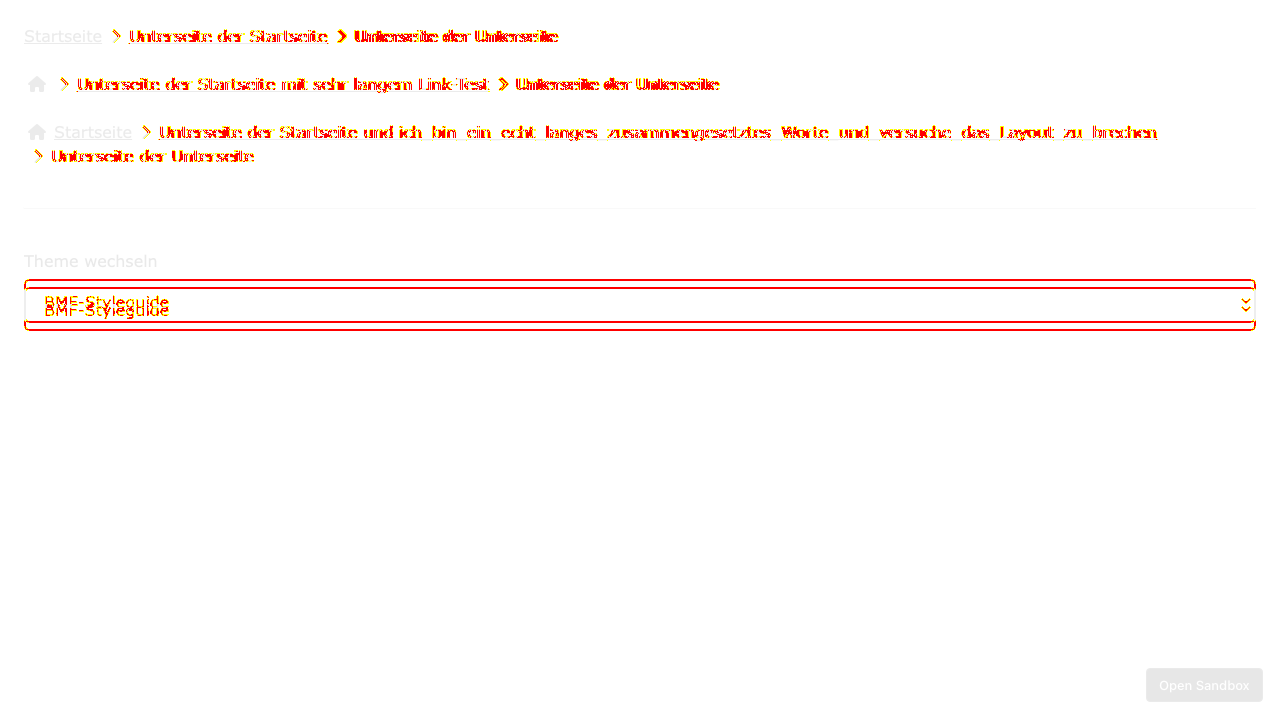 Startseite Unterseite der Startseite Unterseite der Unterseite
Unterseite der Startseite mit sehr langem Link-Test Unterseite der Unterseite
Startseite Unterseite der Startseite und ich bin ein echt langes zusammengesetztes Worte und versuche das Layout zu brechen
Unterseite der Unterseite
Theme wechseln
BMF-Styleguide
BMF-Styleguide
Open Sandbox